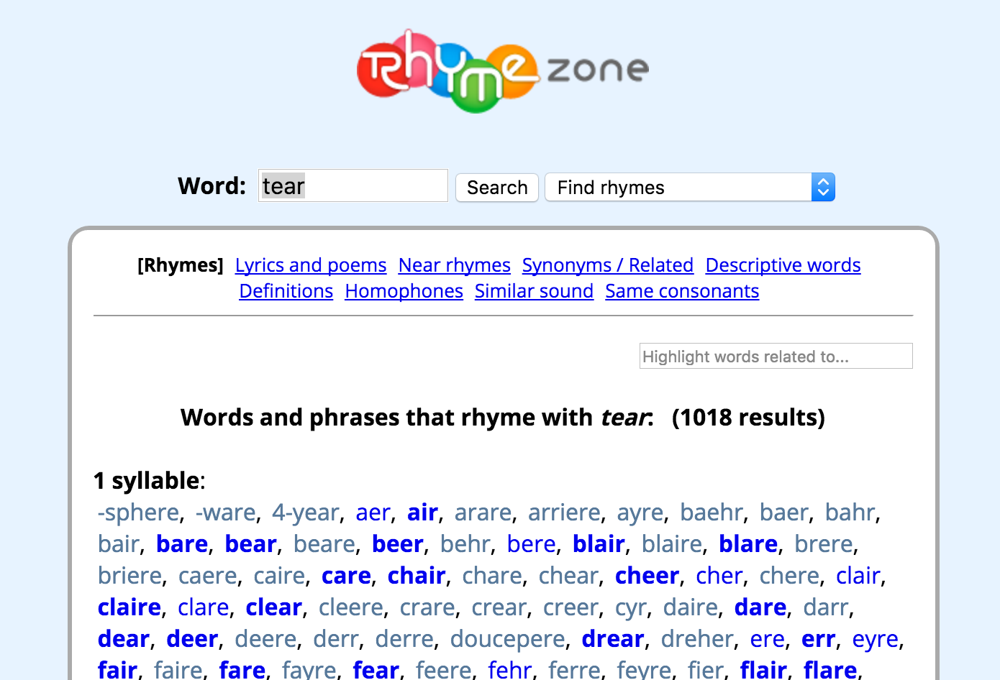 Rhyme zone
Word: tear Search Find rhymes
[Rhymes] Lyrics and poems Near rhymes Synonyms / Related Descriptive words
Definitions Homophones Similar sound Same consonants
Highlight words related to...
Words and phrases that rhyme with tear: (1018 results)
1 syllable:
-sphere, -ware, 4-year, aer, air, arare, arriere, ayre, baehr, baer, bahr,
bair, bare, bear, beare, beer, behr, bere, blair, blaire, blare, brere,
briere, caere, caire, care, chair, chare, chear, cheer, cher, chere, clair,
claire, clare, clear, cleere, crare, crear, creer, cyr, daire, dare, darr,
dear, deer, deere, derr, derre, doucepere, drear, dreher, ere, err, eyre,
fair, faire, fare, fayre, fear, feere, fehr, ferre, feyre, fier, flair, flare,